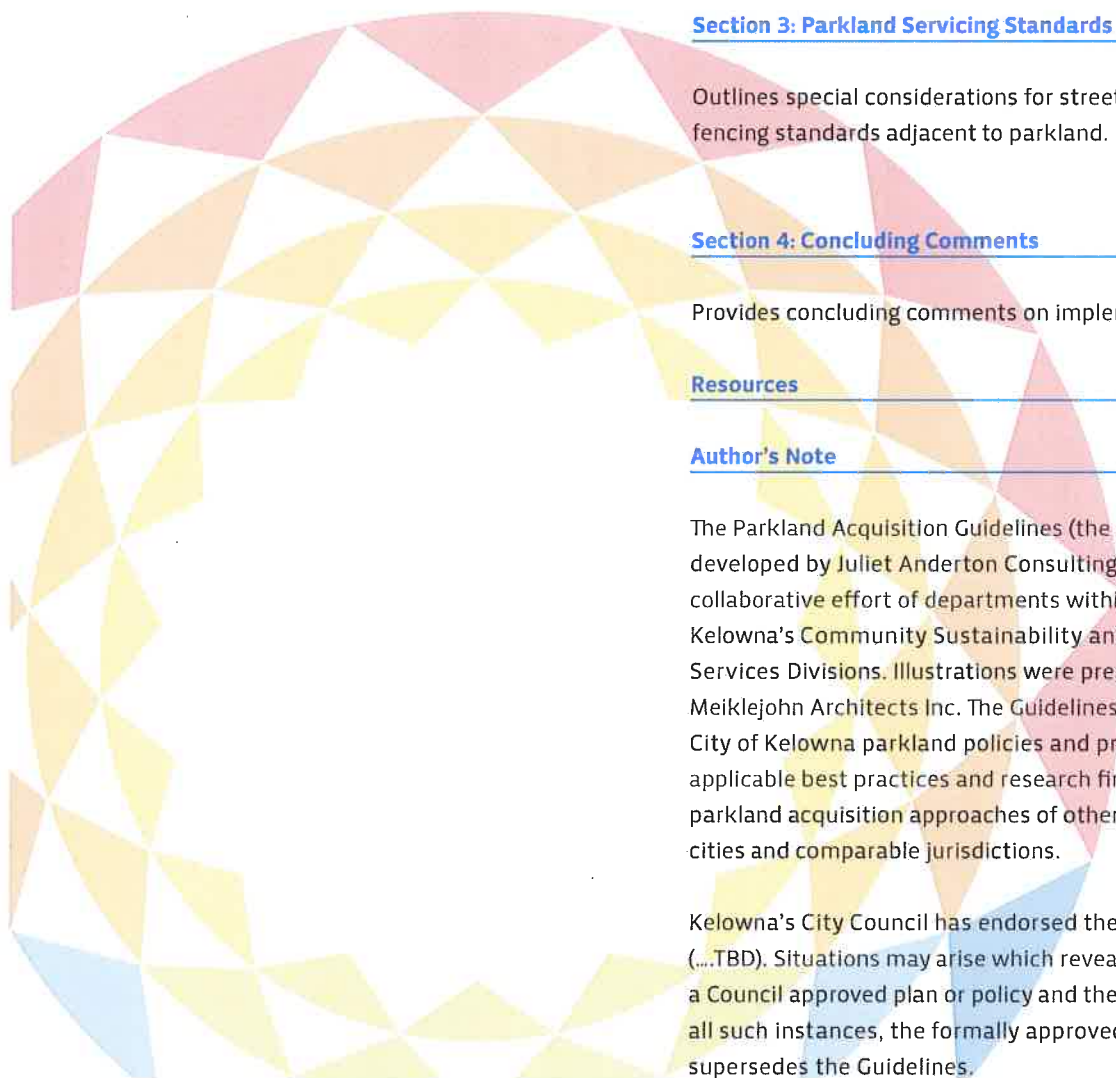 Section 3: Parkland Servicing Standards
Outlines special considerations for street
fencing standards adjacent to parkland.
Section 4: Concluding Comments
Provides concluding comments on imple
Resources
Author's Note
The Parkland Acquisition Guidelines (the
developed by Juliet Anderton Consulting
collaborative effort of departments withi
Kelowna's Community Sustainability an
Services Divisions. Illustrations were pre
Meiklejohn Architects Inc. The Guidelines
City of Kelowna parkland policies and pr
applicable best practices and research fi
parkland acquisition approaches of other
cities and comparable jurisdictions.
Kelowna's City Council has endorsed the
(....TBD). Situations may arise which revea
a Council approved plan or policy and the
all such instances, the formally approved
supersedes the Guidelines.